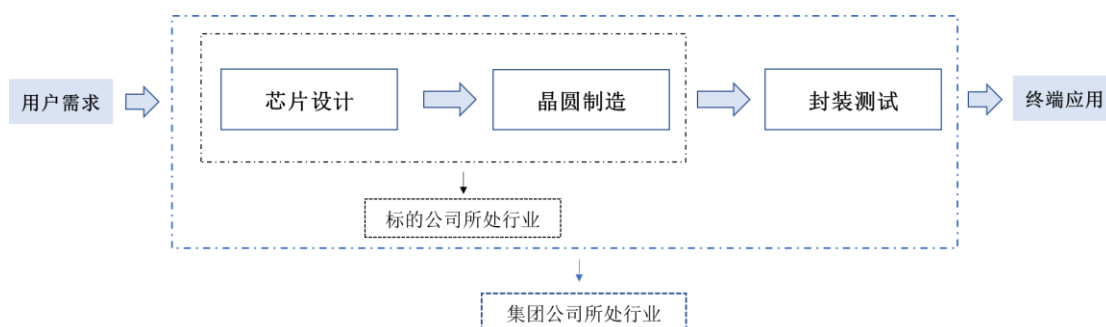 用户需求
芯片设计
晶圆制造
封装测试
终端应用
标的公司所处行业
集团公司所处行业